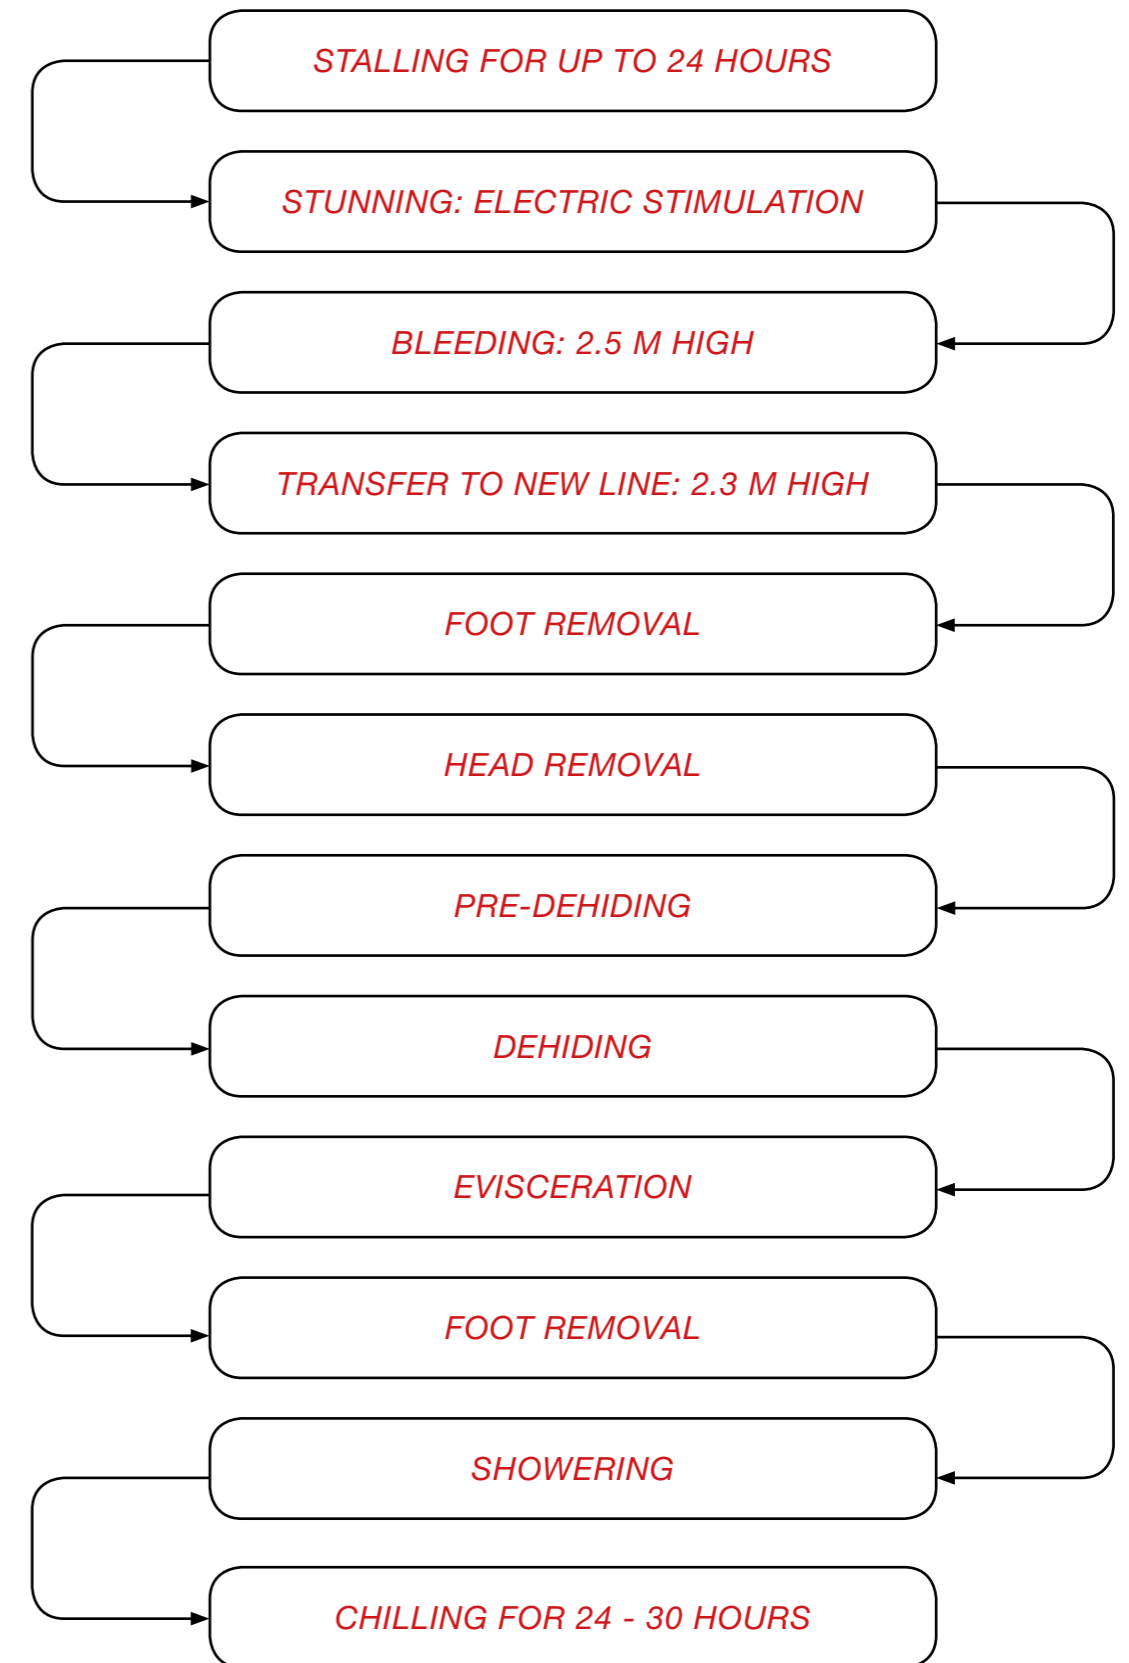 STALLING FOR UP TO 24 HOURS
STUNNING: ELECTRIC STIMULATION
BLEEDING: 2.5 M HIGH
TRANSFER TO NEW LINE: 2.3 M HIGH
FOOT REMOVAL
HEAD REMOVAL
PRE-DEHIDING
DEHIDING
EVISCERATION
FOOT REMOVAL
SHOWERING
CHILLING FOR 24 - 30 HOURS